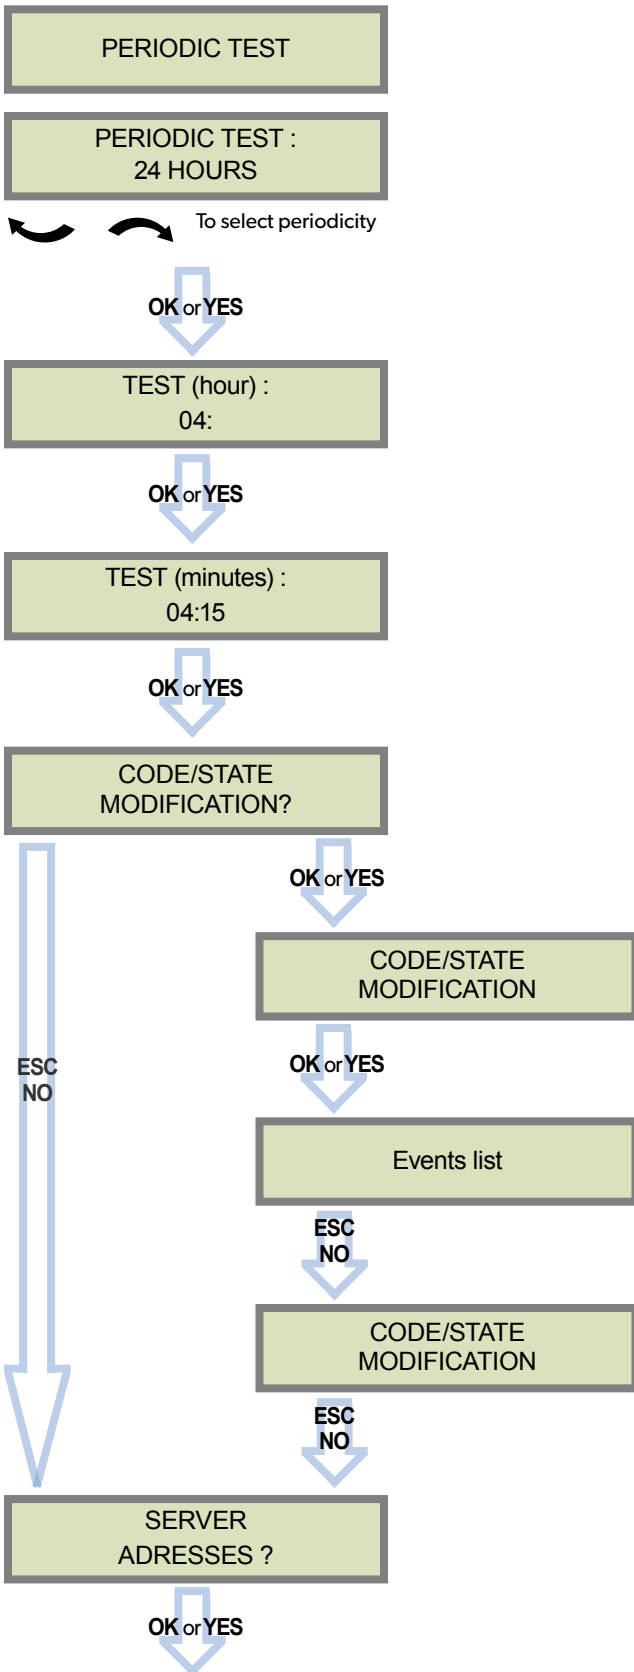 PERIODIC TEST
PERIODIC TEST :
24 HOURS
To select periodicity
OK or YES
TEST (hour) :
04:
OK or YES
TEST (minutes) :
04:15
OK or YES
CODE/STATE
MODIFICATION?
OK or YES
CODE/STATE
MODIFICATION
ESC
NO
OK or YES
Events list
ESC
NO
CODE/STATE
MODIFICATION
ESC
NO
SERVER
ADRESSES ?
OK or YES